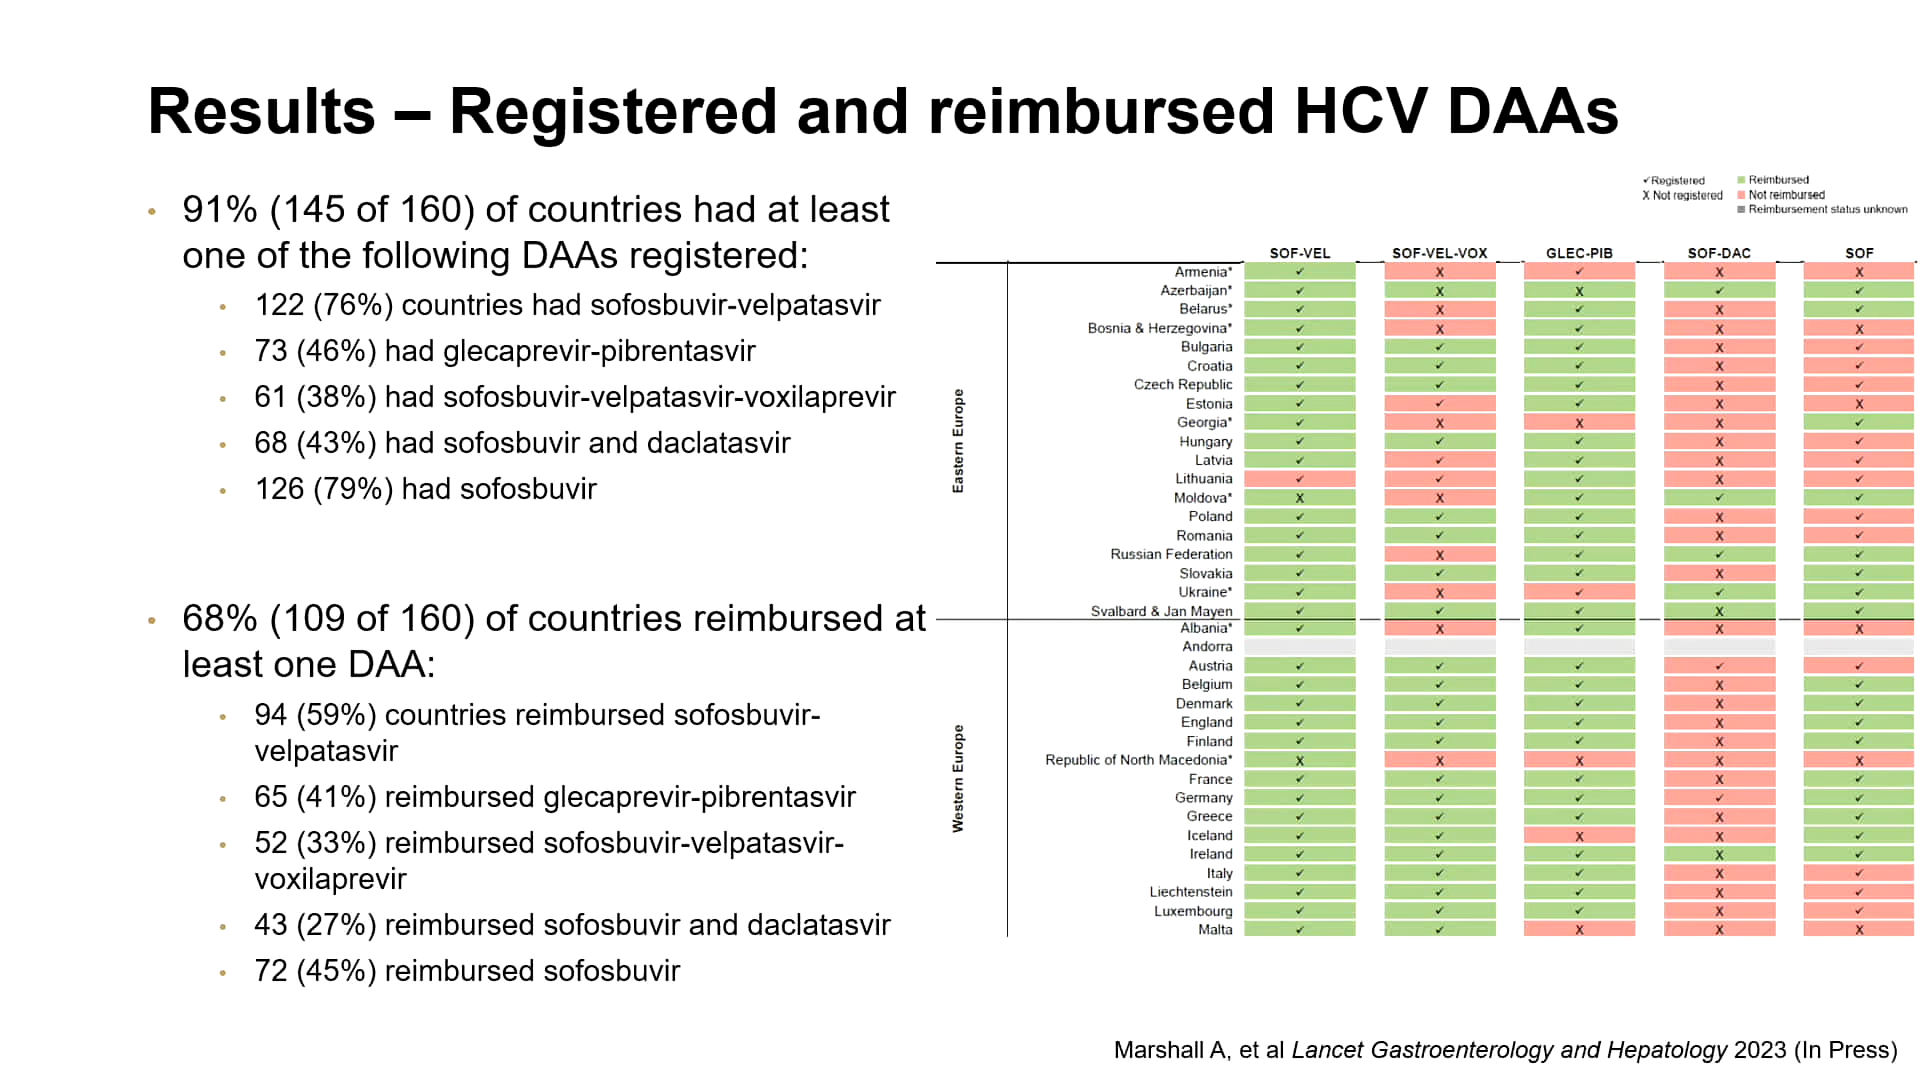 Results – Registered and reimbursed HCV DAAs
• 91% (145 of 160) of countries had at least
one of the following DAAs registered:
• 122 (76%) countries had sofosbuvir-velpatasvir
• 73 (46%) had glecaprevir-pibrentasvir
• 61 (38%) had sofosbuvir-velpatasvir-voxilaprevir
• 68 (43%) had sofosbuvir and daclatasvir
• 126 (79%) had sofosbuvir
• 68% (109 of 160) of countries reimbursed at
least one DAA:
• 94 (59%) countries reimbursed sofosbuvir-
velpatasvir
• 65 (41%) reimbursed glecaprevir-pibrentasvir
• 52 (33%) reimbursed sofosbuvir-velpatasvir-
voxilaprevir
• 43 (27%) reimbursed sofosbuvir and daclatasvir
• 72 (45%) reimbursed sofosbuvir
✓Registered Reimbursed
X Not registered Not reimbursed
Reimbursement status unknown
SOF-VEL SOF-VEL-VOX GLEC-PIB SOF-DAC SOF
Eastern Europe
Armenia* ✓ X ✓ X X
Azerbaijan* ✓ X X ✓ ✓
Belarus* ✓ X ✓ X ✓
Bosnia & Herzegovina* ✓ X ✓ X X
Bulgaria ✓ ✓ ✓ X ✓
Croatia ✓ ✓ ✓ X ✓
Czech Republic ✓ ✓ ✓ X ✓
Estonia ✓ ✓ ✓ X X
Georgia* ✓ X X X ✓
Hungary ✓ ✓ ✓ X ✓
Latvia ✓ ✓ ✓ X ✓
Lithuania ✓ ✓ ✓ X ✓
Moldova* X X ✓ ✓ ✓
Poland ✓ ✓ ✓ X ✓
Romania ✓ ✓ ✓ X ✓
Russian Federation ✓ X ✓ ✓ ✓
Slovakia ✓ ✓ ✓ X ✓
Ukraine* ✓ X ✓ ✓ ✓
Svalbard & Jan Mayen ✓ ✓ ✓ X ✓
Western Europe
Albania* ✓ X ✓ X X
Andorra
Austria ✓ ✓ ✓ ✓ ✓
Belgium ✓ ✓ ✓ X ✓
Denmark ✓ ✓ ✓ X ✓
England ✓ ✓ ✓ X ✓
Finland ✓ ✓ ✓ X ✓
Republic of North Macedonia* X X X X X
France ✓ ✓ ✓ X ✓
Germany ✓ ✓ ✓ ✓ ✓
Greece ✓ ✓ ✓ X ✓
Iceland ✓ ✓ X X ✓
Ireland ✓ ✓ ✓ X ✓
Italy ✓ ✓ ✓ X ✓
Liechtenstein ✓ ✓ ✓ X ✓
Luxembourg ✓ ✓ ✓ X ✓
Malta ✓ ✓ X X X
Marshall A, et al Lancet Gastroenterology and Hepatology 2023 (In Press)